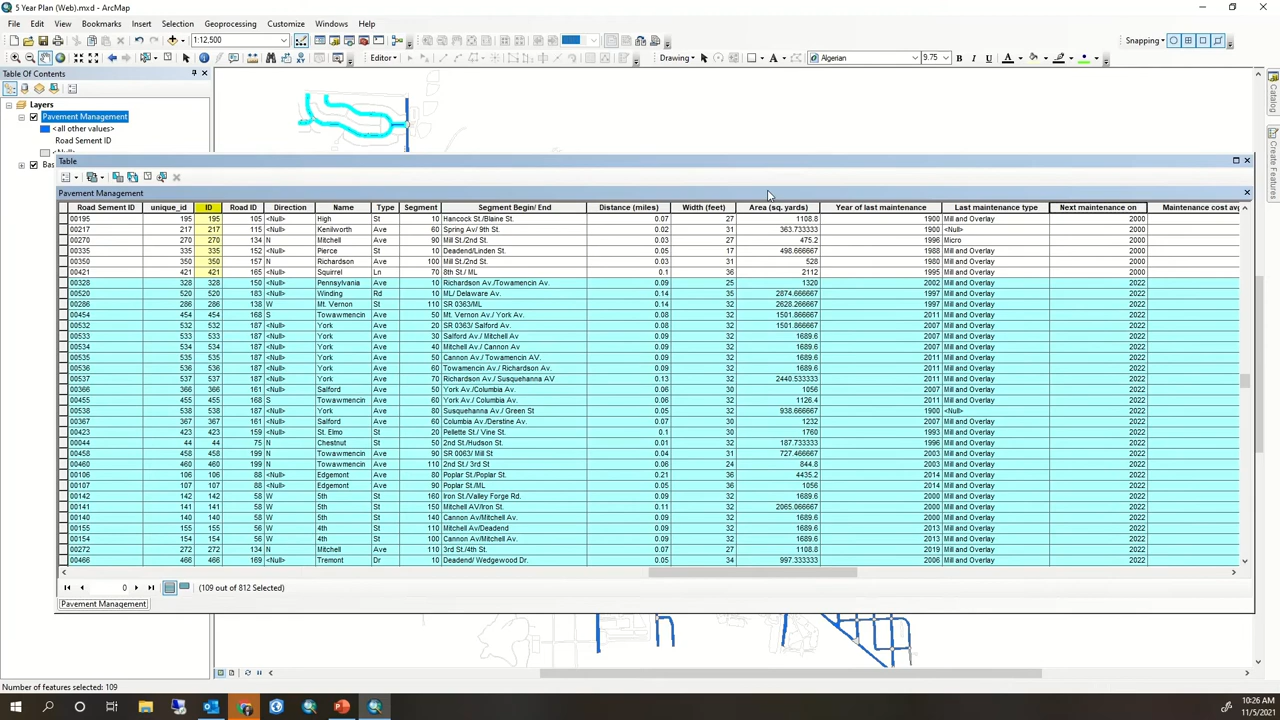 5 Year Plan (Web).mxd - ArcMap
File Edit View Bookmarks Insert Selection Geoprocessing Customize Windows Help
1:12,500 Snapping
Editor Drawing Algerian 9.75 B I U A
Table Of Contents
Layers
Pavement Management
<all other values>
Road Sement ID
<Null>
Bas
Catalog
Create Features
Table
Pavement Management
Road Sement ID unique_id ID Road ID Direction Name Type Segment Segment Begin/ End Distance (miles) Width (feet) Area (sq. yards) Year of last maintenance Last maintenance type Next maintenance on Maintenance cost avg
00195 195 195 105 <Null> High St 10 Hancock St./Blaine St. 0.07 27 1108.8 1900 Mill and Overlay 2000
00217 217 217 115 <Null> Kenilworth Ave 60 Spring Av/ 9th 0.02 31 363.733333 1900 <Null> 2000
00270 270 270 134 N Mitchell Ave 90 Mill St./2nd St. 0.03 27 475.2 1996 Micro 2000
00335 335 335 152 <Null> Pierce St 10 Deadend/Linden St. 0.05 17 498.666667 1988 Mill and Overlay 2000
00350 350 350 157 N Richardson Ave 100 Mill St./2nd St. 0.03 31 528 1980 Mill and Overlay 2000
00421 421 421 165 <Null> Squirrel Ln 70 8th St./ ML 0.1 36 2112 1995 Mill and Overlay 2000
00328 328 328 150 <Null> Pennsylvania Ave 10 Richardson Av./Towamencin Av. 0.09 25 1320 2002 Mill and Overlay 2022
00520 520 520 183 <Null> Winding Rd 10 ML/ Delaware Av. 0.14 35 2874.666667 1997 Mill and Overlay 2022
00286 286 286 138 W Mt. Vernon St 110 SR 0363/ML 0.14 32 2628.266667 1997 Mill and Overlay 2022
00454 454 454 168 S Towawmencin Ave 50 Mt. Vernon Av./ York Av. 0.08 32 1501.866667 2011 Mill and Overlay 2022
00532 532 532 187 <Null> York Ave 20 SR 0363/ Salford Av. 0.08 32 1501.866667 2007 Mill and Overlay 2022
00533 533 533 187 <Null> York Ave 30 Salford Av./ Mitchell Av 0.09 32 1689.6 2007 Mill and Overlay 2022
00534 534 534 187 <Null> York Ave 40 Mitchell Av./ Cannon Av 0.09 32 1689.6 2007 Mill and Overlay 2022
00535 535 535 187 <Null> York Ave 50 Cannon Av./ Towamencin AV. 0.09 32 1689.6 2011 Mill and Overlay 2022
00536 536 536 187 <Null> York Ave 60 Towamencin Av./ Richardson Av. 0.09 32 1689.6 2011 Mill and Overlay 2022
00537 537 537 187 <Null> York Ave 70 Richardson Av./ Susquehanna AV 0.13 32 2440.533333 2011 Mill and Overlay 2022
00366 366 366 161 <Null> Salford Ave 50 York Av./Columbia Av. 0.06 30 1056 2007 Mill and Overlay 2022
00455 455 455 168 S Towawmencin Ave 60 York Av./ Columbia Av. 0.06 32 1126.4 2011 Mill and Overlay 2022
00538 538 538 187 <Null> York Ave 80 Susquehanna Av./ Green St 0.05 32 938.666667 1900 <Null> 2022
00367 367 367 161 <Null> Salford Ave 60 Columbia Av./Derstine Av. 0.07 30 1232 2007 Mill and Overlay 2022
00423 423 423 159 <Null> St. Elmo St 20 Pellette St./ Vine St. 0.1 30 1760 1993 Mill and Overlay 2022
00044 44 44 75 N Chestnut St 50 2nd St./Hudson St. 0.01 32 187.733333 1996 Mill and Overlay 2022
00458 458 458 199 N Towawmencin Ave 90 SR 0063/ Mill St 0.04 31 727.466667 2003 Mill and Overlay 2022
00460 460 460 199 N Towawmencin Ave 110 2nd St. / 3rd St 0.06 24 844.8 2003 Mill and Overlay 2022
00106 106 106 88 <Null> Edgemont Ave 80 Poplar St./Poplar St. 0.21 36 4435.2 2014 Mill and Overlay 2022
00107 107 107 88 <Null> Edgemont Ave 90 Poplar St./ML 0.05 36 1056 2014 Mill and Overlay 2022
00142 142 142 58 W 5th St 160 Iron St./Valley Forge Rd. 0.09 32 1689.6 2000 Mill and Overlay 2022
00141 141 141 58 W 5th St 150 Mitchell AV/Iron St. 0.11 32 2065.066667 2000 Mill and Overlay 2022
00140 140 140 58 W 5th St 140 Cannon Av/Mitchell Av. 0.09 32 1689.6 2000 Mill and Overlay 2022
00155 155 155 56 W 4th St 110 Mitchell Av/Deadend 0.09 32 1689.6 2013 Mill and Overlay 2022
00154 154 154 56 W 4th St 100 Cannon Av./Mitchell Av. 0.09 32 1689.6 2013 Mill and Overlay 2022
00272 272 272 134 N Mitchell Ave 110 3rd St./4th St. 0.07 27 1108.8 2019 Mill and Overlay 2022
00466 466 466 169 <Null> Tremont Dr 20 Deadend/ Wedgewood Dr. 0.05 34 997.333333 2006 Mill and Overlay 2022
0 (109 out of 812 Selected)
Pavement Management
Number of features selected: 109
10:26 AM
11/5/2021